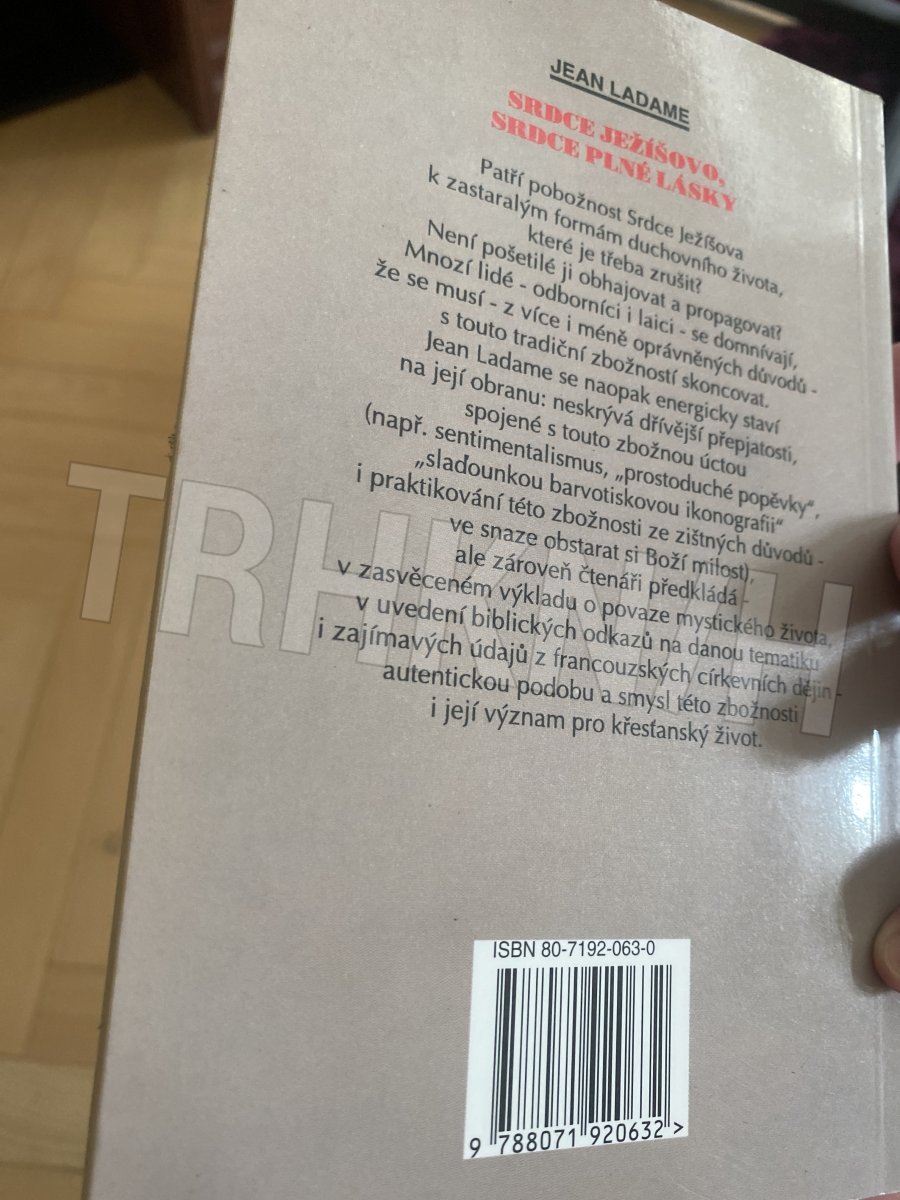 JEAN LADAME
SRDCE JEŽÍŠOVO,
SRDCE PLNÉ LÁSKY
Patří pobožnost Srdce Ježíšova
k zastaralým formám duchovního života,
které je třeba zrušit?
Není pošetilé ji obhajovat a propagovat?
Mnozí lidé - odborníci i laici - se domnívají,
že se musí - z více i méně oprávněných důvodů -
s touto tradiční zbožností skoncovat.
Jean Ladame se naopak energicky staví
na její obranu: neskrývá dřívější přepjatosti,
spojené s touto zbožnou úctou
(např. sentimentalismus, „prostoduché popěvky“,
„slaďounkou barvotiskovou ikonografii“
i praktikování této zbožnosti ze zištných důvodů -
ve snaze obstarat si Boží milost),
ale zároveň čtenáři předkládá -
v zasvěceném výkladu o povaze mystického života,
v uvedení biblických odkazů na danou tematiku
i zajímavých údajů z francouzských církevních dějin -
autentickou podobu a smysl této zbožnosti
i její význam pro křesťanský život.
TRHKNIH
ISBN 80-7192-063-0
9 788071 920632 >